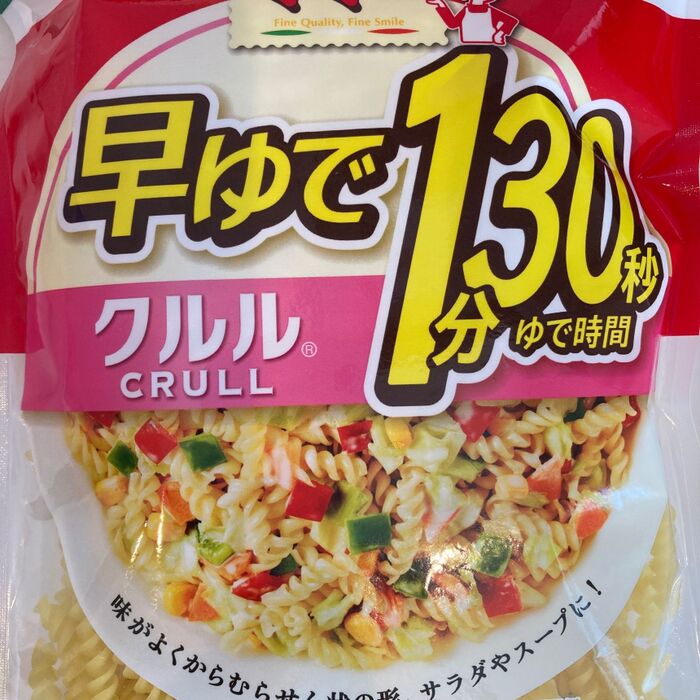 Fine Quality, Fine Smile
早ゆで1分30秒
ゆで時間
クルル®
CRULL
味がよくからむらせん状の形。サラダやスープに!